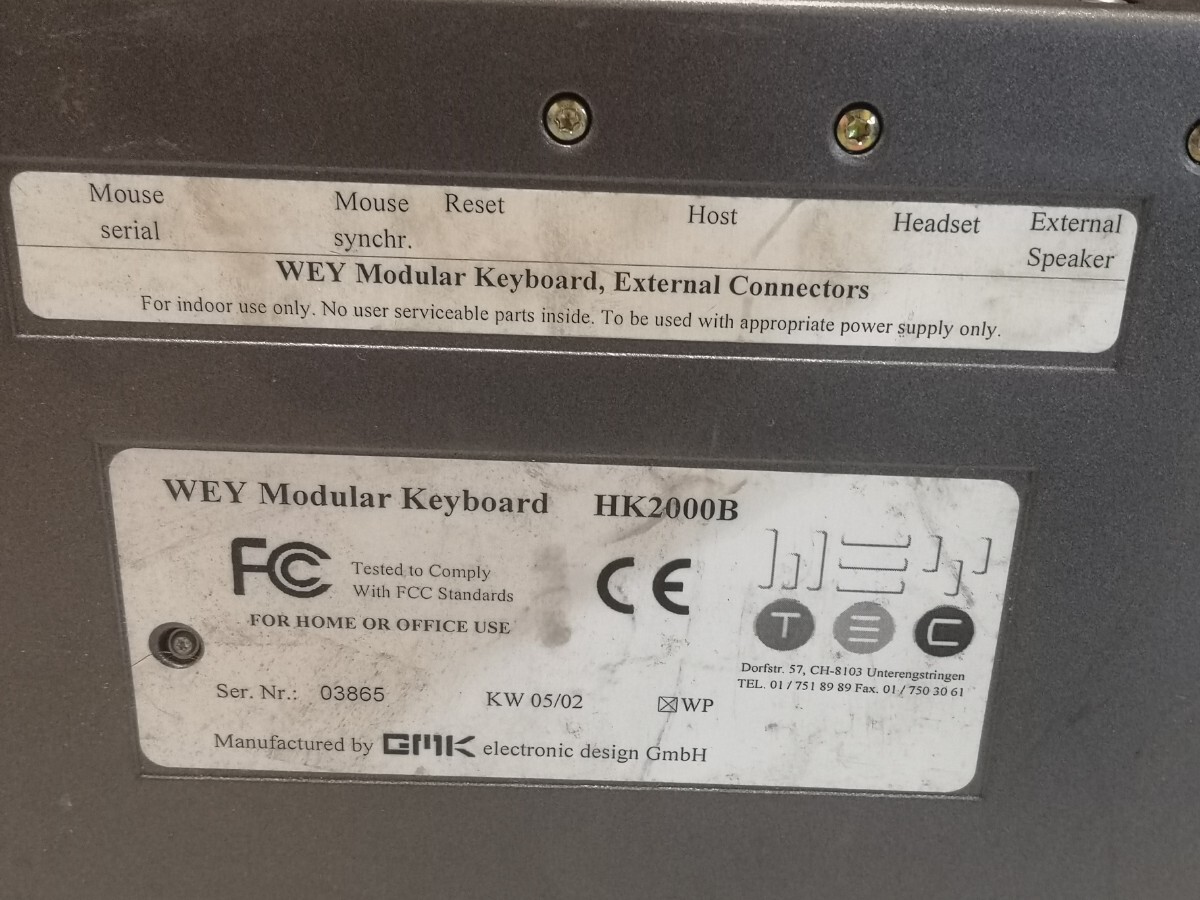 Mouse serial
Mouse synchr.
Reset
Host
Headset
External Speaker
WEY Modular Keyboard, External Connectors
For indoor use only. No user serviceable parts inside. To be used with appropriate power supply only.
WEY Modular Keyboard HK2000B
FC Tested to Comply
With FCC Standards
CE
FOR HOME OR OFFICE USE
WEY
TEC
Dorfstr. 57, CH-8103 Unterengstringen
TEL. 01 / 751 89 89 Fax. 01 / 750 30 61
Ser. Nr.: 03865 KW 05/02 ☒WP
Manufactured by GMK electronic design GmbH